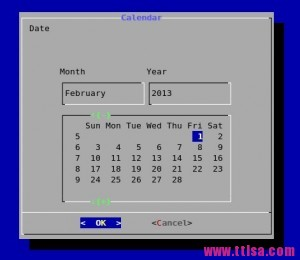 Calendar
Date
Month Year
February 2013
Sun Mon Tue Wed Thu Fri Sat
5 1 2
6 3 4 5 6 7 8 9
7 10 11 12 13 14 15 16
8 17 18 19 20 21 22 23
9 24 25 26 27 28
< OK > <Cancel>
www.ttlsa.com